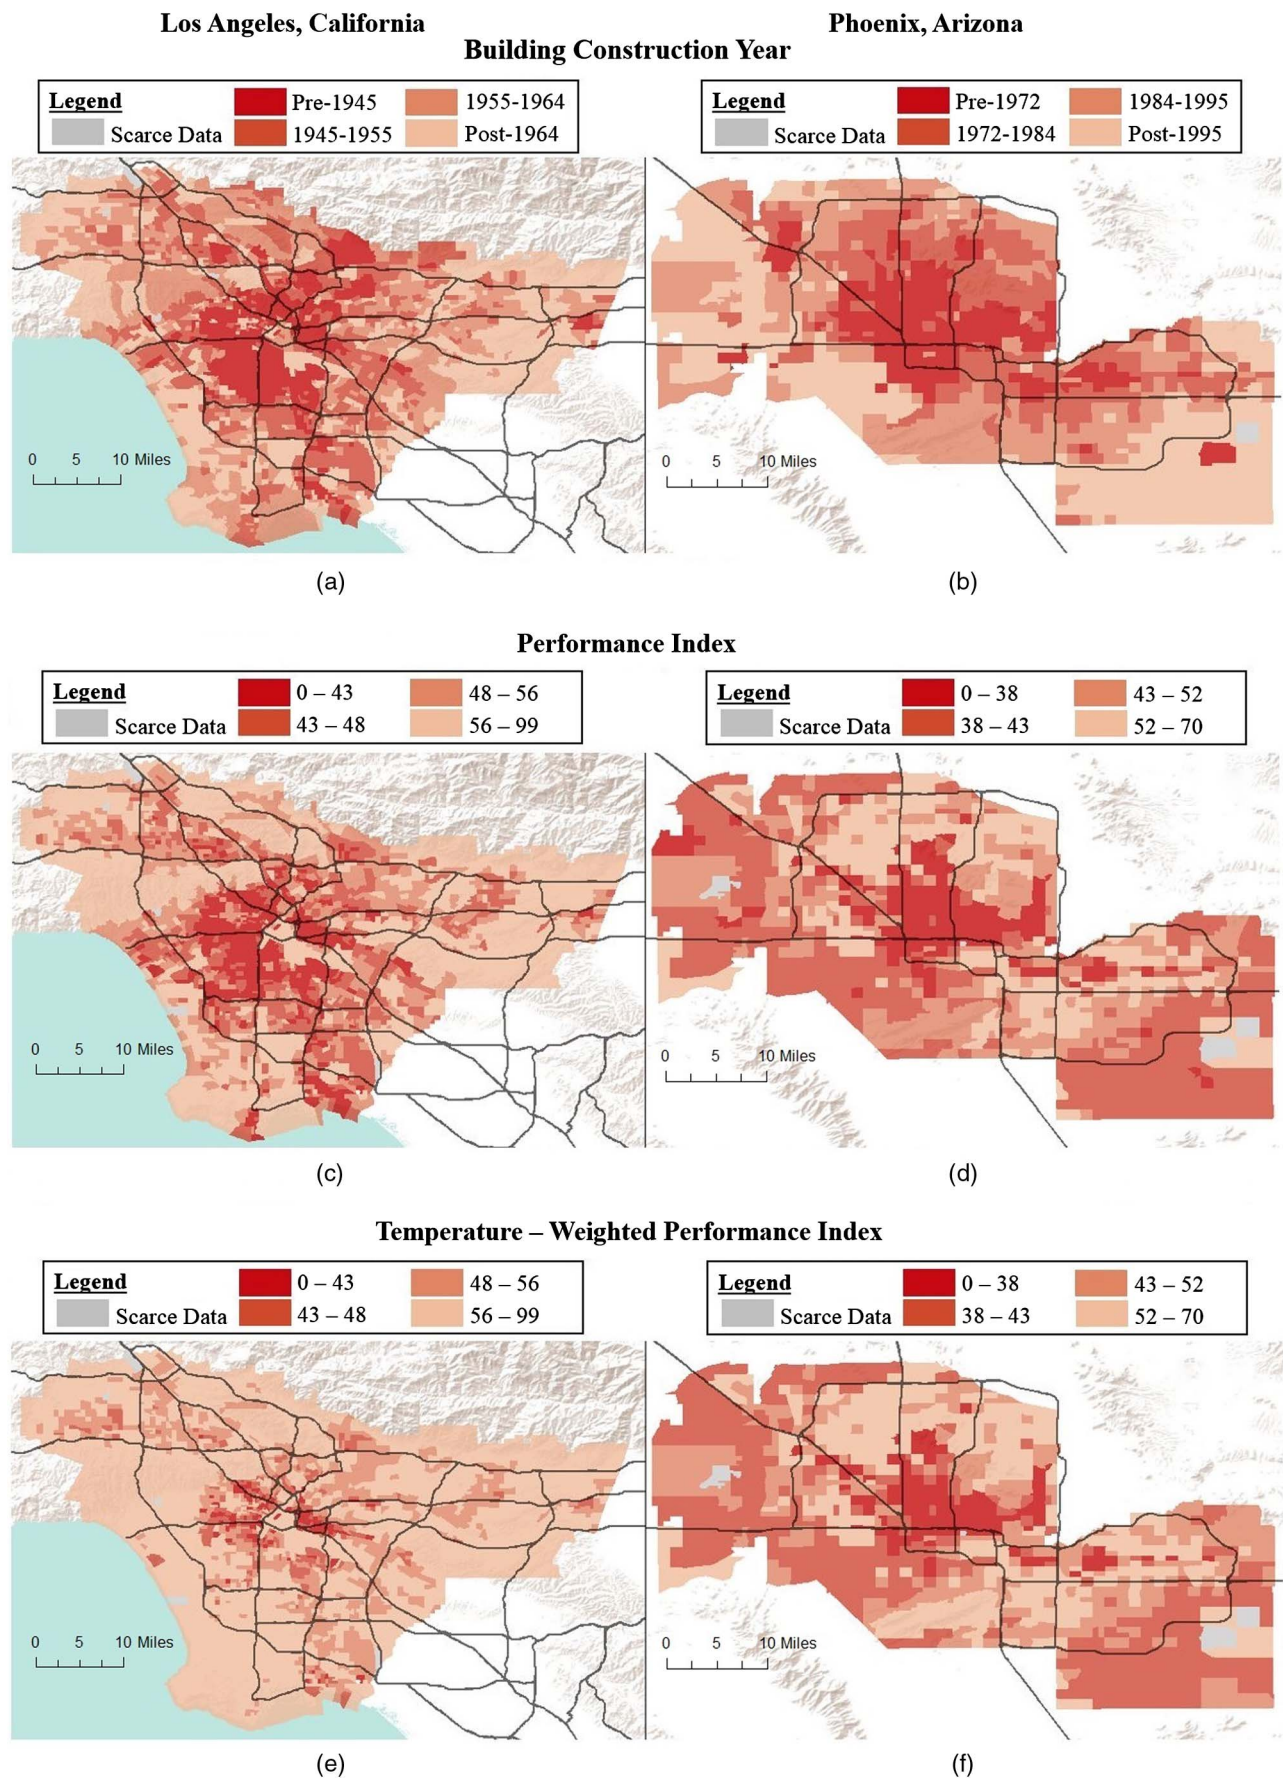 Los Angeles, California
Phoenix, Arizona
Building Construction Year
Legend
Scarce Data
Pre-1945
1945-1955
1955-1964
Post-1964
Legend
Scarce Data
Pre-1972
1972-1984
1984-1995
Post-1995
0 5 10 Miles
0 5 10 Miles
(a)
(b)
Performance Index
Legend
Scarce Data
0 – 43
43 – 48
48 – 56
56 – 99
Legend
Scarce Data
0 – 38
38 – 43
43 – 52
52 – 70
0 5 10 Miles
0 5 10 Miles
(c)
(d)
Temperature – Weighted Performance Index
Legend
Scarce Data
0 – 43
43 – 48
48 – 56
56 – 99
Legend
Scarce Data
0 – 38
38 – 43
43 – 52
52 – 70
0 5 10 Miles
0 5 10 Miles
(e)
(f)